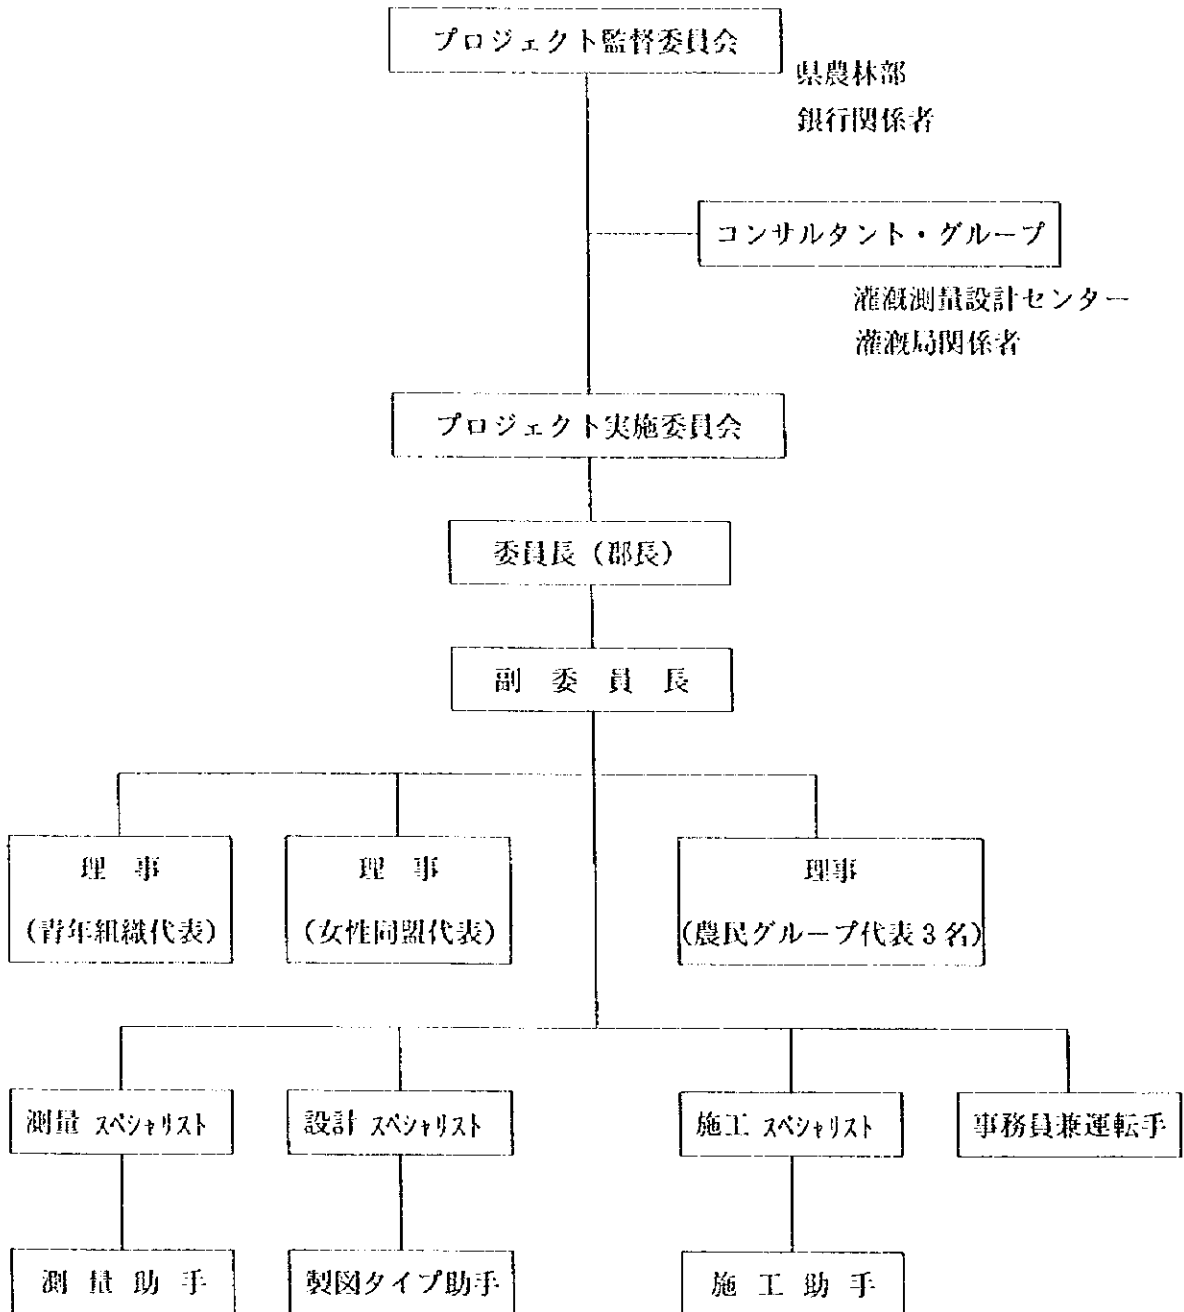 プロジェクト監督委員会
県農林部
銀行関係者
コンサルタント・グループ
灌漑測量設計センター
灌漑局関係者
プロジェクト実施委員会
委員長（郡長）
副 委 員 長
理 事
(青年組織代表)
理 事
(女性同盟代表)
理事
(農民グループ代表3名)
測量 スペシャリスト
設計 スペシャリスト
施工 スペシャリスト
事務員兼運転手
測 量 助 手
製図タイプ助手
施 工 助 手